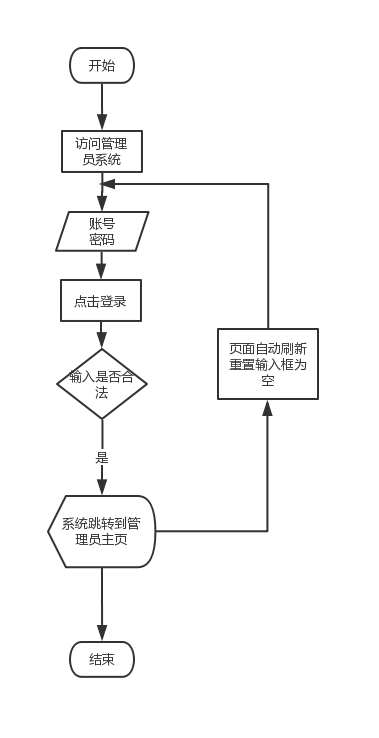 开始
访问管理
员系统
账号
密码
点击登录
输入是否合
法
是
系统跳转到管
理员主页
结束
页面自动刷新
重置输入框为
空